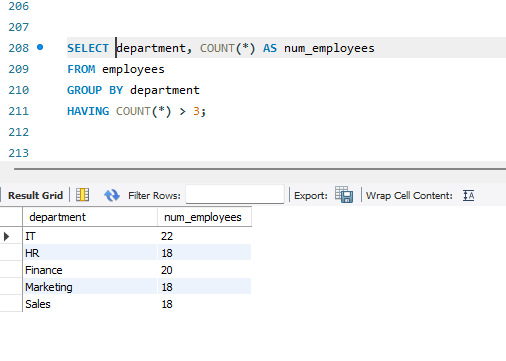 206
207
208 SELECT department, COUNT(*) AS num_employees
209 FROM employees
210 GROUP BY department
211 HAVING COUNT(*) > 3;
212
213
Result Grid Filter Rows: Export: Wrap Cell Content:
department num_employees
IT 22
HR 18
Finance 20
Marketing 18
Sales 18